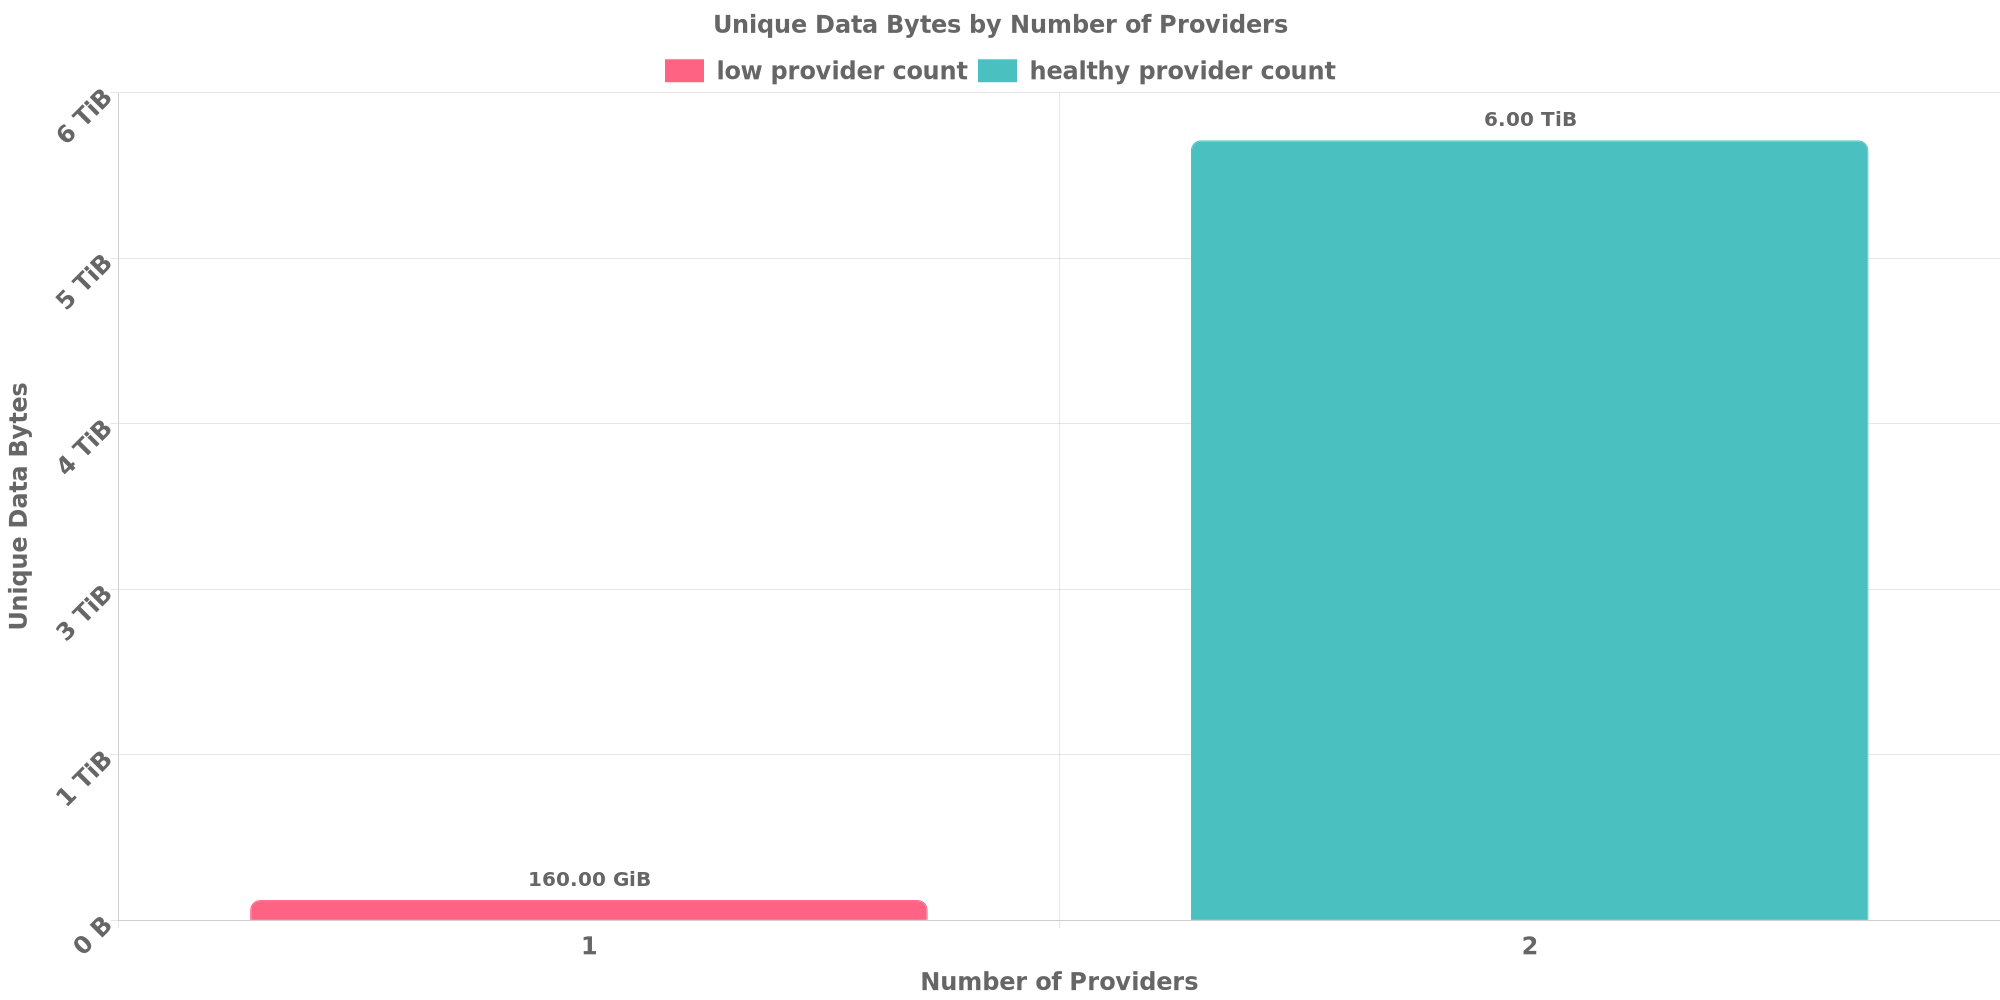 Unique Data Bytes by Number of Providers
low provider count healthy provider count
6 TiB
5 TiB
4 TiB
3 TiB
1 TiB
0 B
Unique Data Bytes
160.00 GiB
6.00 TiB
1
2
Number of Providers